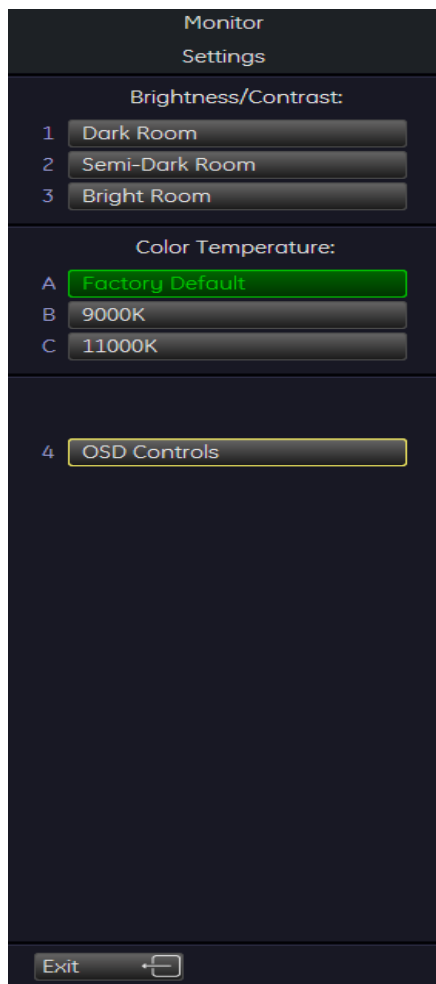 Monitor
Settings
Brightness/Contrast:
1 Dark Room
2 Semi-Dark Room
3 Bright Room
Color Temperature:
A Factory Default
B 9000K
C 11000K
4 OSD Controls
Exit